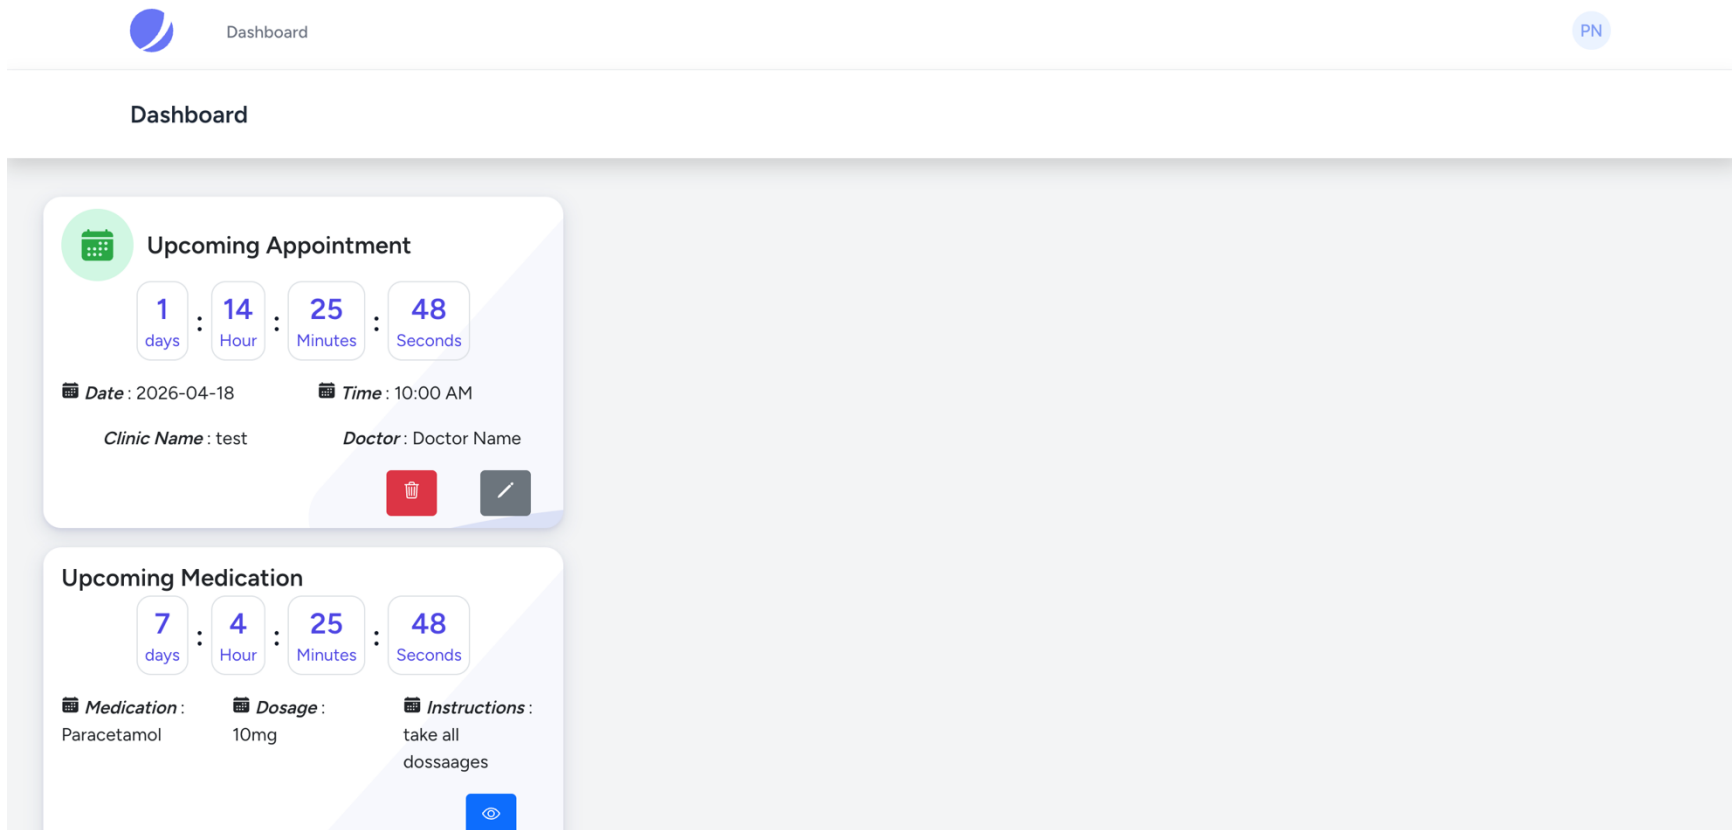 Dashboard
PN
Dashboard
Upcoming Appointment
1 : 14 : 25 : 48
days Hour Minutes Seconds
Date : 2026-04-18 Time : 10:00 AM
Clinic Name : test Doctor : Doctor Name
Upcoming Medication
7 : 4 : 25 : 48
days Hour Minutes Seconds
Medication : Dosage : Instructions :
Paracetamol 10mg take all
dossaages